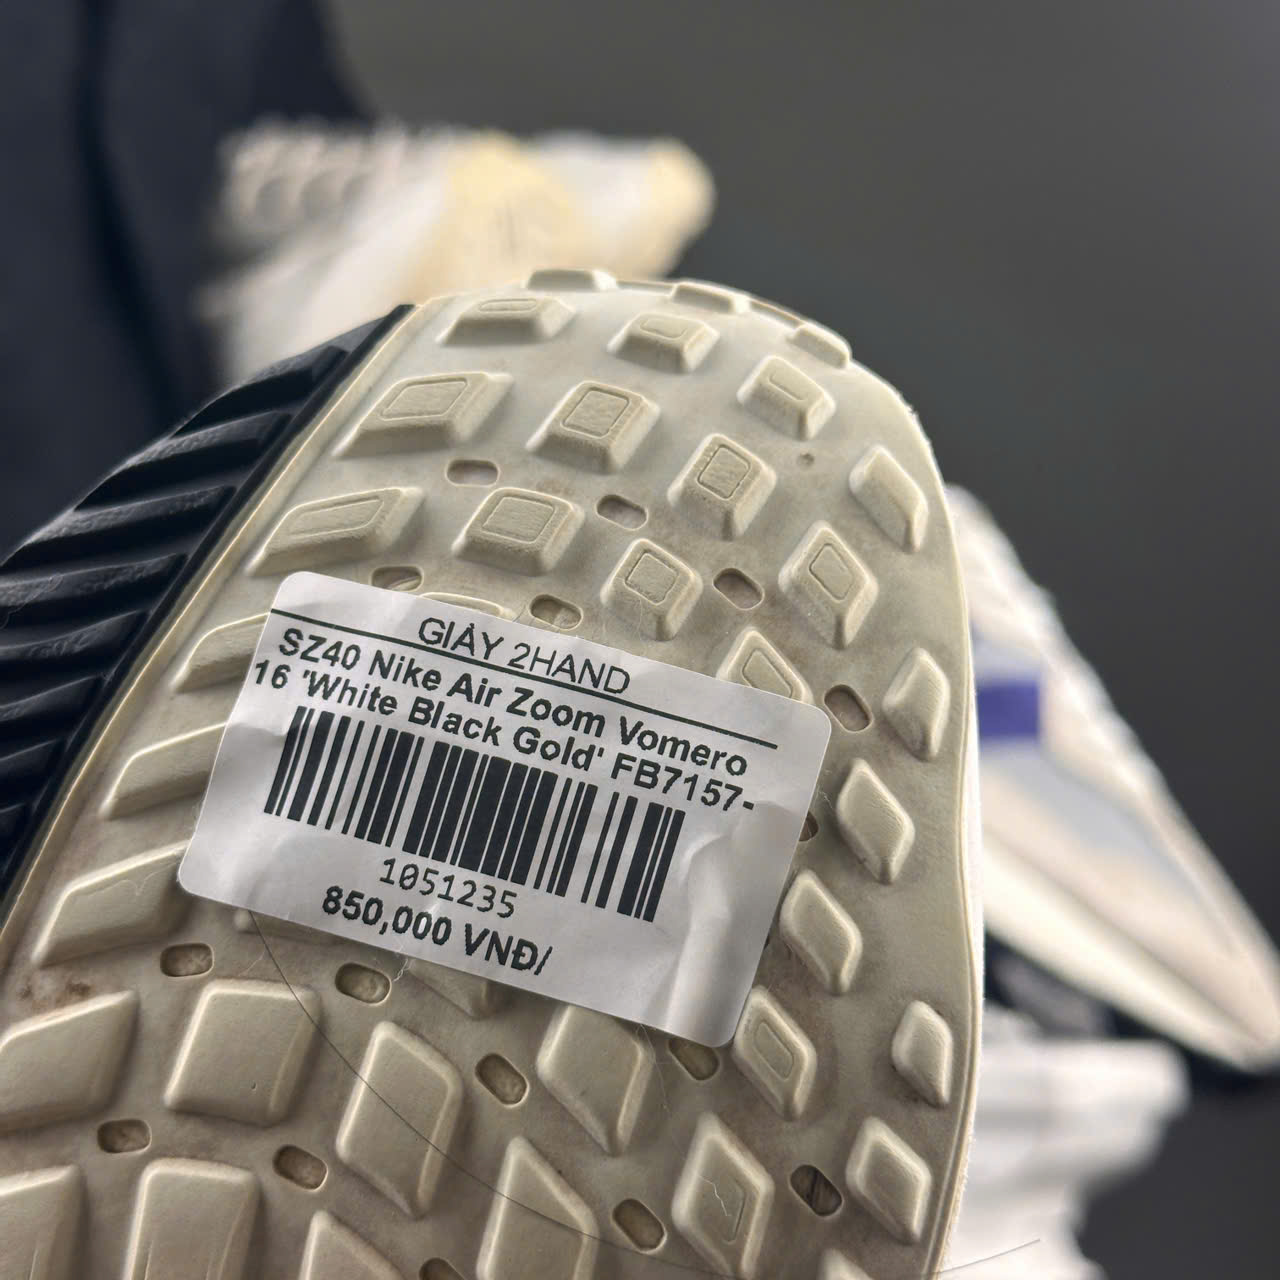 GIÀY 2HAND
SZ40 Nike Air Zoom Vomero
16 'White Black Gold' FB7157-
1051235
850,000 VNĐ/